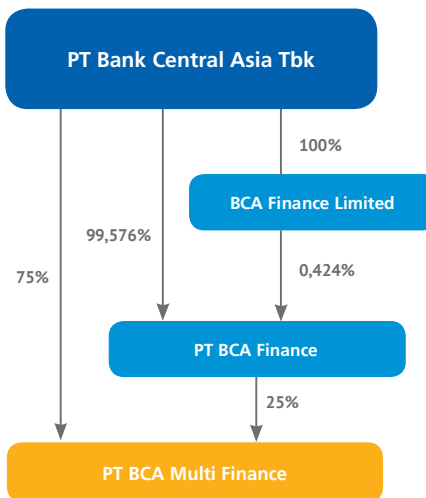 PT Bank Central Asia Tbk
100%
BCA Finance Limited
99,576%
0,424%
75%
PT BCA Finance
25%
PT BCA Multi Finance